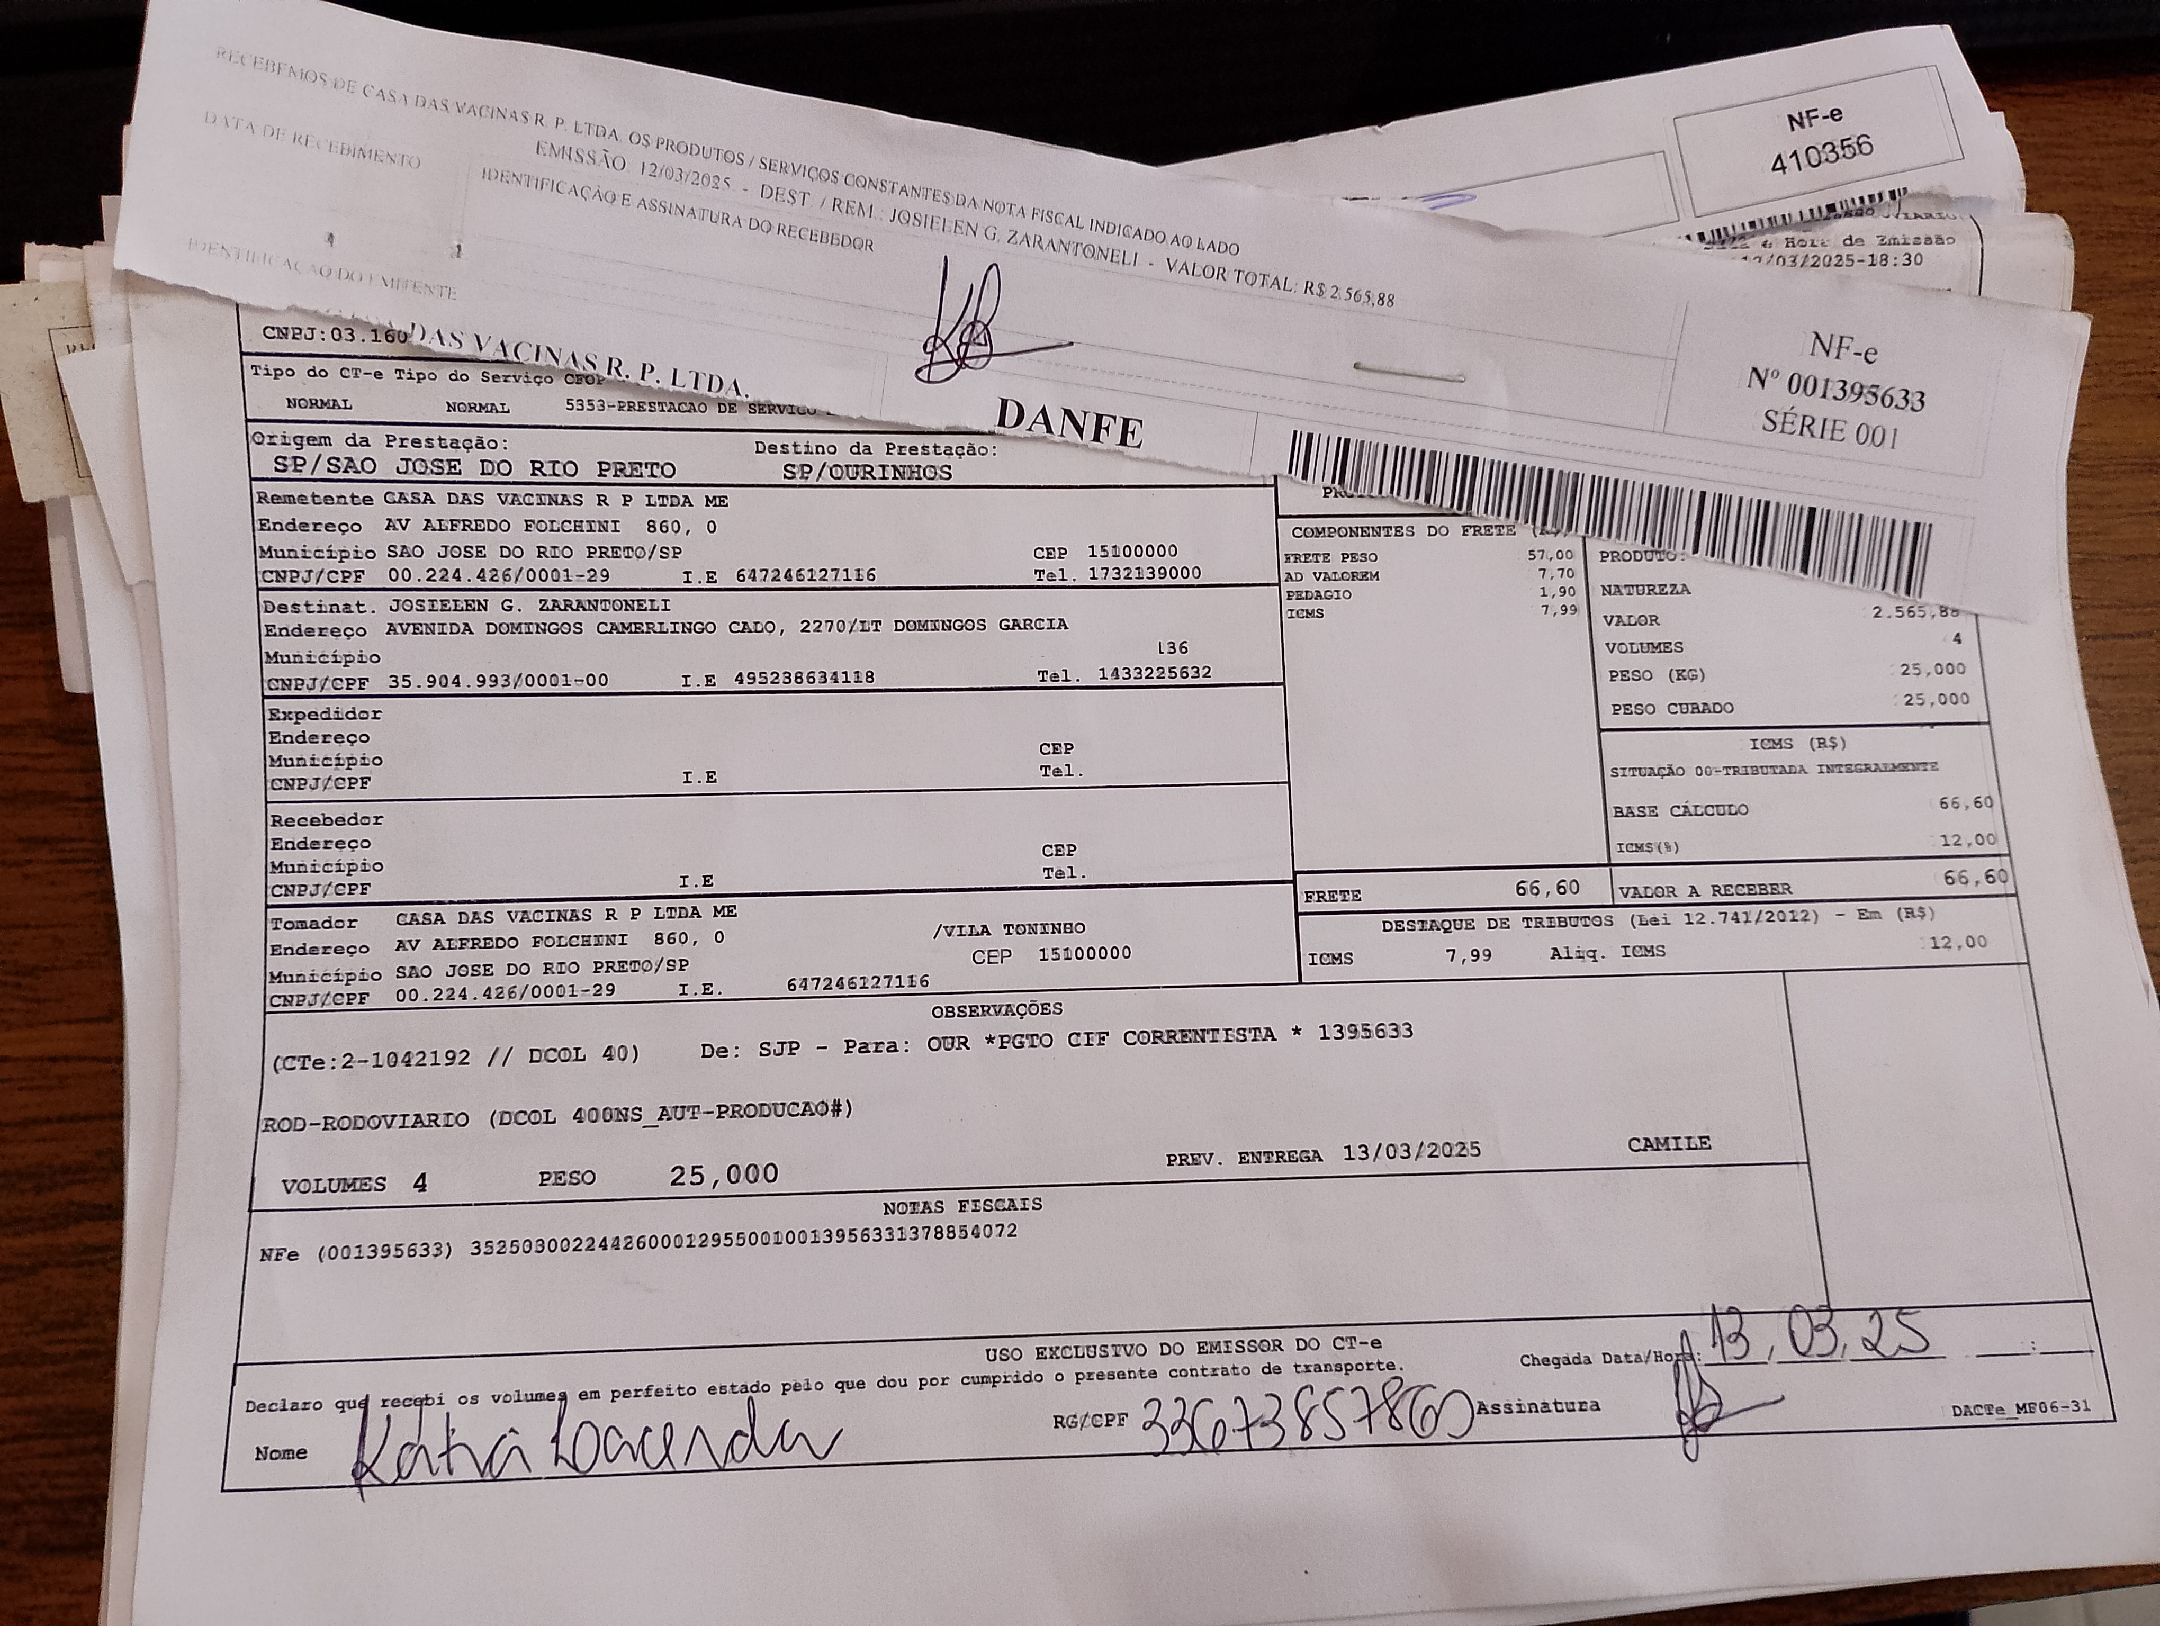 RECEBEMOS DE CASA DAS VACINAS R. P. LTDA. OS PRODUTOS / SERVIÇOS CONSTANTES DA NOTA FISCAL INDICADO AO LADO
EMISSÃO: 12/03/2025 - DEST. / REM.: JOSIELEN G. ZARANTONELI - VALOR TOTAL: R$ 2.565,88
DATA DE RECEBIMENTO
IDENTIFICAÇÃO E ASSINATURA DO RECEBEDOR
NF-e
Nº 001395633
SÉRIE 001
IDENTIFICAÇÃO DO EMITENTE
DAS VACINAS R. P. LTDA.
DANFE
NF-e
410356
Hora de Emissão
12/03/2025-18:30
CNPJ:03.160
Tipo do CT-e Tipo do Serviço CFOP
NORMAL NORMAL 5353-PRESTACAO DE SERVICO
Origem da Prestação: Destino da Prestação:
SP/SAO JOSE DO RIO PRETO SP/OURINHOS
Remetente CASA DAS VACINAS R P LTDA ME
Endereço AV ALFREDO FOLCHINI 860, 0
Município SAO JOSE DO RIO PRETO/SP CEP 15100000
CNPJ/CPF 00.224.426/0001-29 I.E 647246127116 Tel. 1732139000
Destinat. JOSIELEN G. ZARANTONELI
Endereço AVENIDA DOMINGOS CAMERLINGO CALO, 2270/LT DOMINGOS GARCIA
Município 136
CNPJ/CPF 35.904.993/0001-00 I.E 495238634118 Tel. 1433225632
Expedidor
Endereço
Município CEP
CNPJ/CPF I.E Tel.
Recebedor
Endereço
Município CEP
CNPJ/CPF I.E Tel.
Tomador CASA DAS VACINAS R P LTDA ME
Endereço AV ALFREDO FOLCHINI 860, 0 /VILA TONINHO
Município SAO JOSE DO RIO PRETO/SP CEP 15100000
CNPJ/CPF 00.224.426/0001-29 I.E. 647246127116
COMPONENTES DO FRETE
FRETE PESO 57,00
AD VALOREM 7,70
PEDAGIO 1,90
ICMS 7,99
PRODUTO:
NATUREZA
VALOR 2.565,88
VOLUMES 4
PESO (KG) 25,000
PESO CUBADO 25,000
ICMS (R$)
SITUAÇÃO 00-TRIBUTADA INTEGRALMENTE
BASE CÁLCULO 66,60
ICMS(%) 12,00
FRETE 66,60 VALOR A RECEBER 66,60
DESTAQUE DE TRIBUTOS (Lei 12.741/2012) - Em (R$)
ICMS 7,99 Aliq. ICMS 12,00
OBSERVAÇÕES
(CTe:2-1042192 // DCOL 40) De: SJP - Para: OUR *PGTO CIF CORRENTISTA * 1395633
ROD-RODOVIARIO (DCOL 400NS_AUT-PRODUCAO#)
VOLUMES 4 PESO 25,000 PREV. ENTREGA 13/03/2025 CAMILE
NOTAS FISCAIS
NFe (001395633) 35250300224426000129550010013956331378854072
USO EXCLUSIVO DO EMISSOR DO CT-e
Declaro que recebi os volumes em perfeito estado pelo que dou por cumprido o presente contrato de transporte.
Chegada Data/Hora: 13, 03, 25 :
Nome Katia Lacerda RG/CPF 33673857860 Assinatura
DACTe_MF06-31